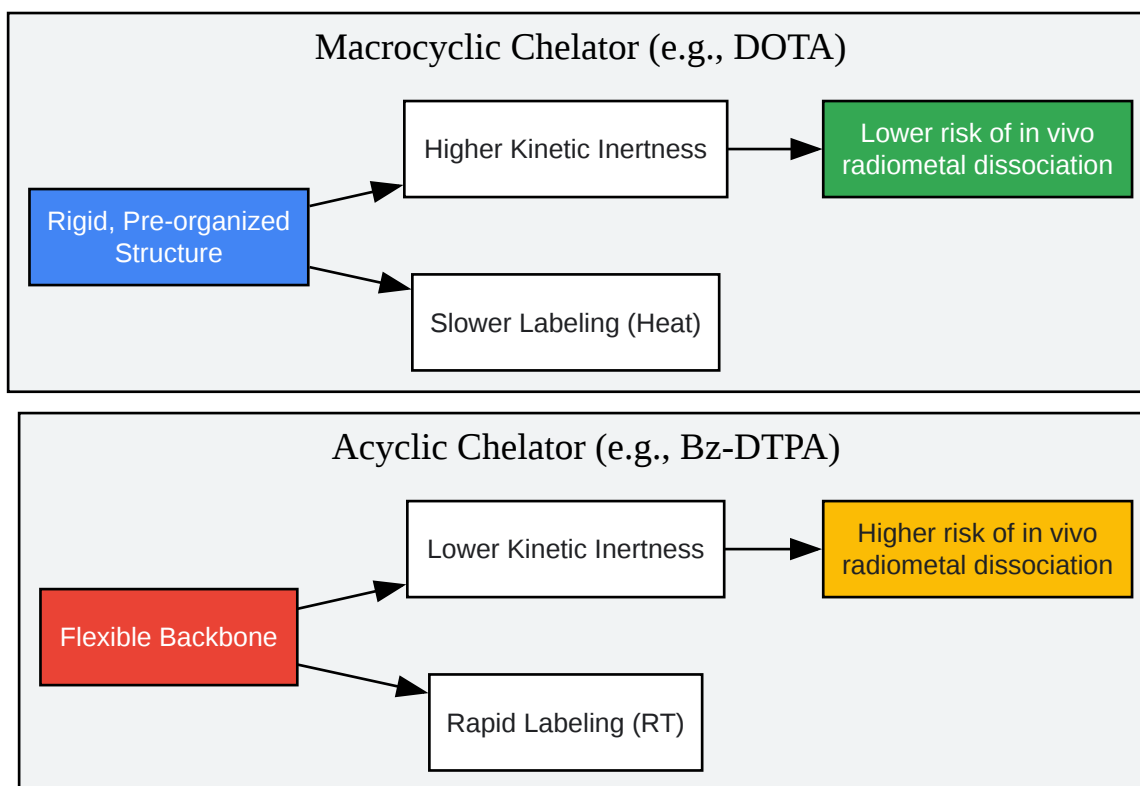 Macrocyclic Chelator (e.g., DOTA)
Higher Kinetic Inertness
Lower risk of in vivo
radiometal dissociation
Rigid, Pre-organized
Structure
Slower Labeling (Heat)
Acyclic Chelator (e.g., Bz-DTPA)
Lower Kinetic Inertness
Higher risk of in vivo
radiometal dissociation
Flexible Backbone
Rapid Labeling (RT)